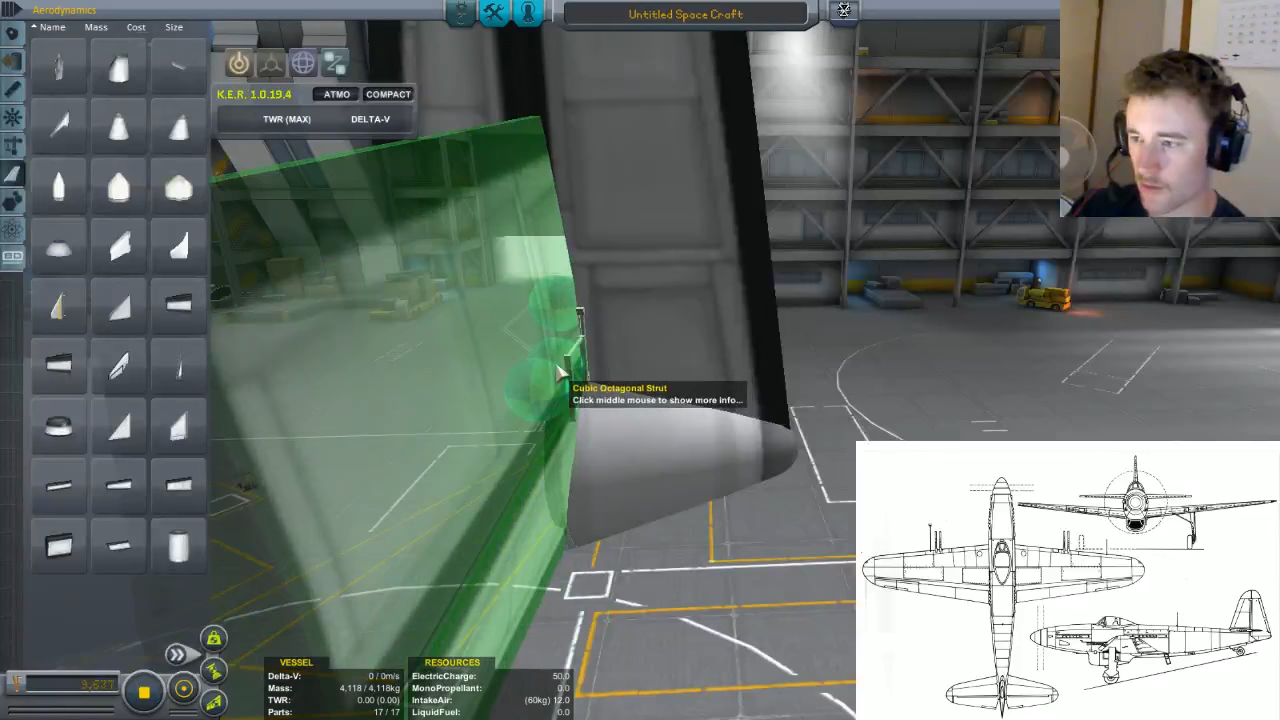 Aerodynamics
Untitled Space Craft
Name Mass Cost Size
K.E.R. 1.0.19.4 ATMO COMPACT
TWR (MAX) DELTA-V
Cubic Octagonal Strut
Click middle mouse to show more info...
VESSEL
Delta-V: 0 / 0m/s
Mass: 4,118 / 4,118kg
TWR: 0.00 (0.00)
Parts: 17 / 17
RESOURCES
ElectricCharge: 50.0
MonoPropellant: 0.0
IntakeAir: (60kg) 12.0
LiquidFuel: 0.0